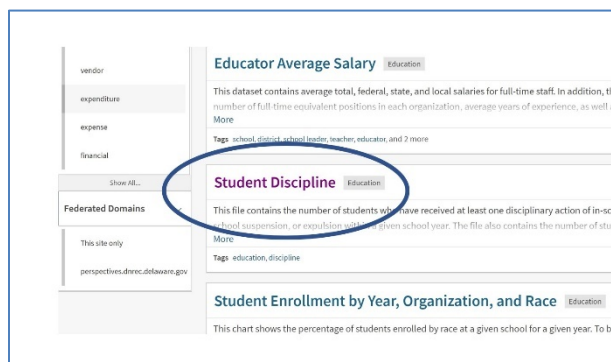 vendor
expenditure
expense
financial
Show All...
Federated Domains
This site only
perspectives.dnrec.delaware.gov
Educator Average Salary Education
This dataset contains average total, federal, state, and local salaries for full-time staff. In addition, th
number of full-time equivalent positions in each organization, average years of experience, as well
More
Tags school, district, school leader, teacher, educator, and 2 more
Student Discipline Education
This file contains the number of students who have received at least one disciplinary action of in-sc
school suspension, or expulsion within a given school year. The file also contains the number of stu
More
Tags education, discipline
Student Enrollment by Year, Organization, and Race Education
This chart shows the percentage of students enrolled by race at a given school for a given year. To b